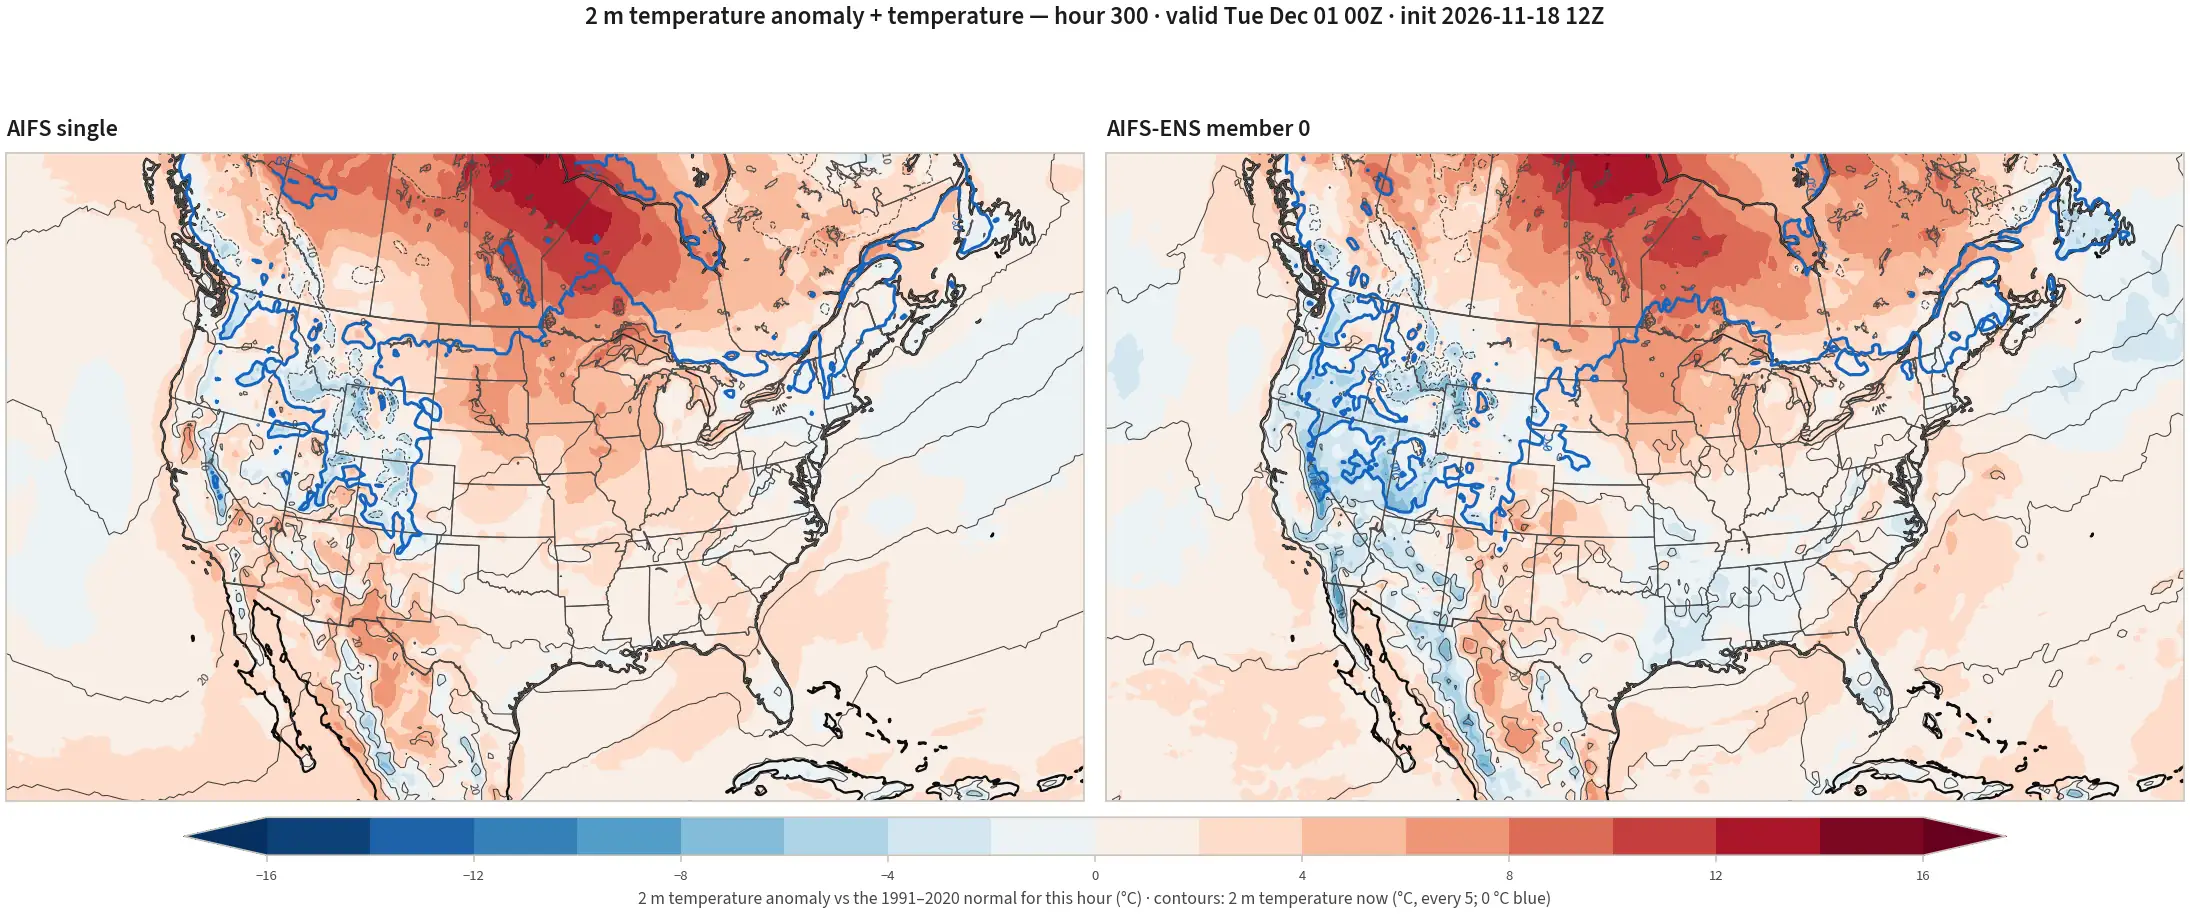 2 m temperature anomaly + temperature — hour 300 · valid Tue Dec 01 00Z · init 2026-11-18 12Z
AIFS single
AIFS-ENS member 0
20
10
−16 −12 −8 −4 0 4 8 12 16
2 m temperature anomaly vs the 1991–2020 normal for this hour (°C) · contours: 2 m temperature now (°C, every 5; 0 °C blue)